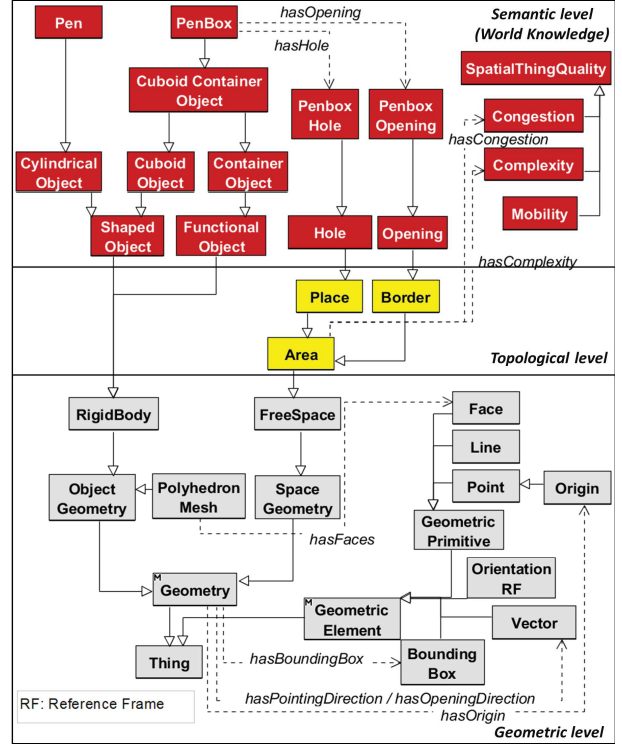 Pen
PenBox
hasOpening
hasHole
Semantic level
(World Knowledge)
SpatialThingQuality
Cuboid Container
Object
Penbox
Hole
Penbox
Opening
Congestion
hasCongestion
Cylindrical
Object
Cuboid
Object
Container
Object
Complexity
Shaped
Object
Functional
Object
Hole
Opening
Mobility
hasComplexity
Place
Border
Area
Topological level
RigidBody
FreeSpace
Face
Line
Object
Geometry
Polyhedron
Mesh
Space
Geometry
Point
Origin
hasFaces
Geometric
Primitive
Orientation
RF
M
Geometry
M
Geometric
Element
Vector
Thing
hasBoundingBox
Bounding
Box
RF: Reference Frame
hasPointingDirection / hasOpeningDirection
hasOrigin
Geometric level